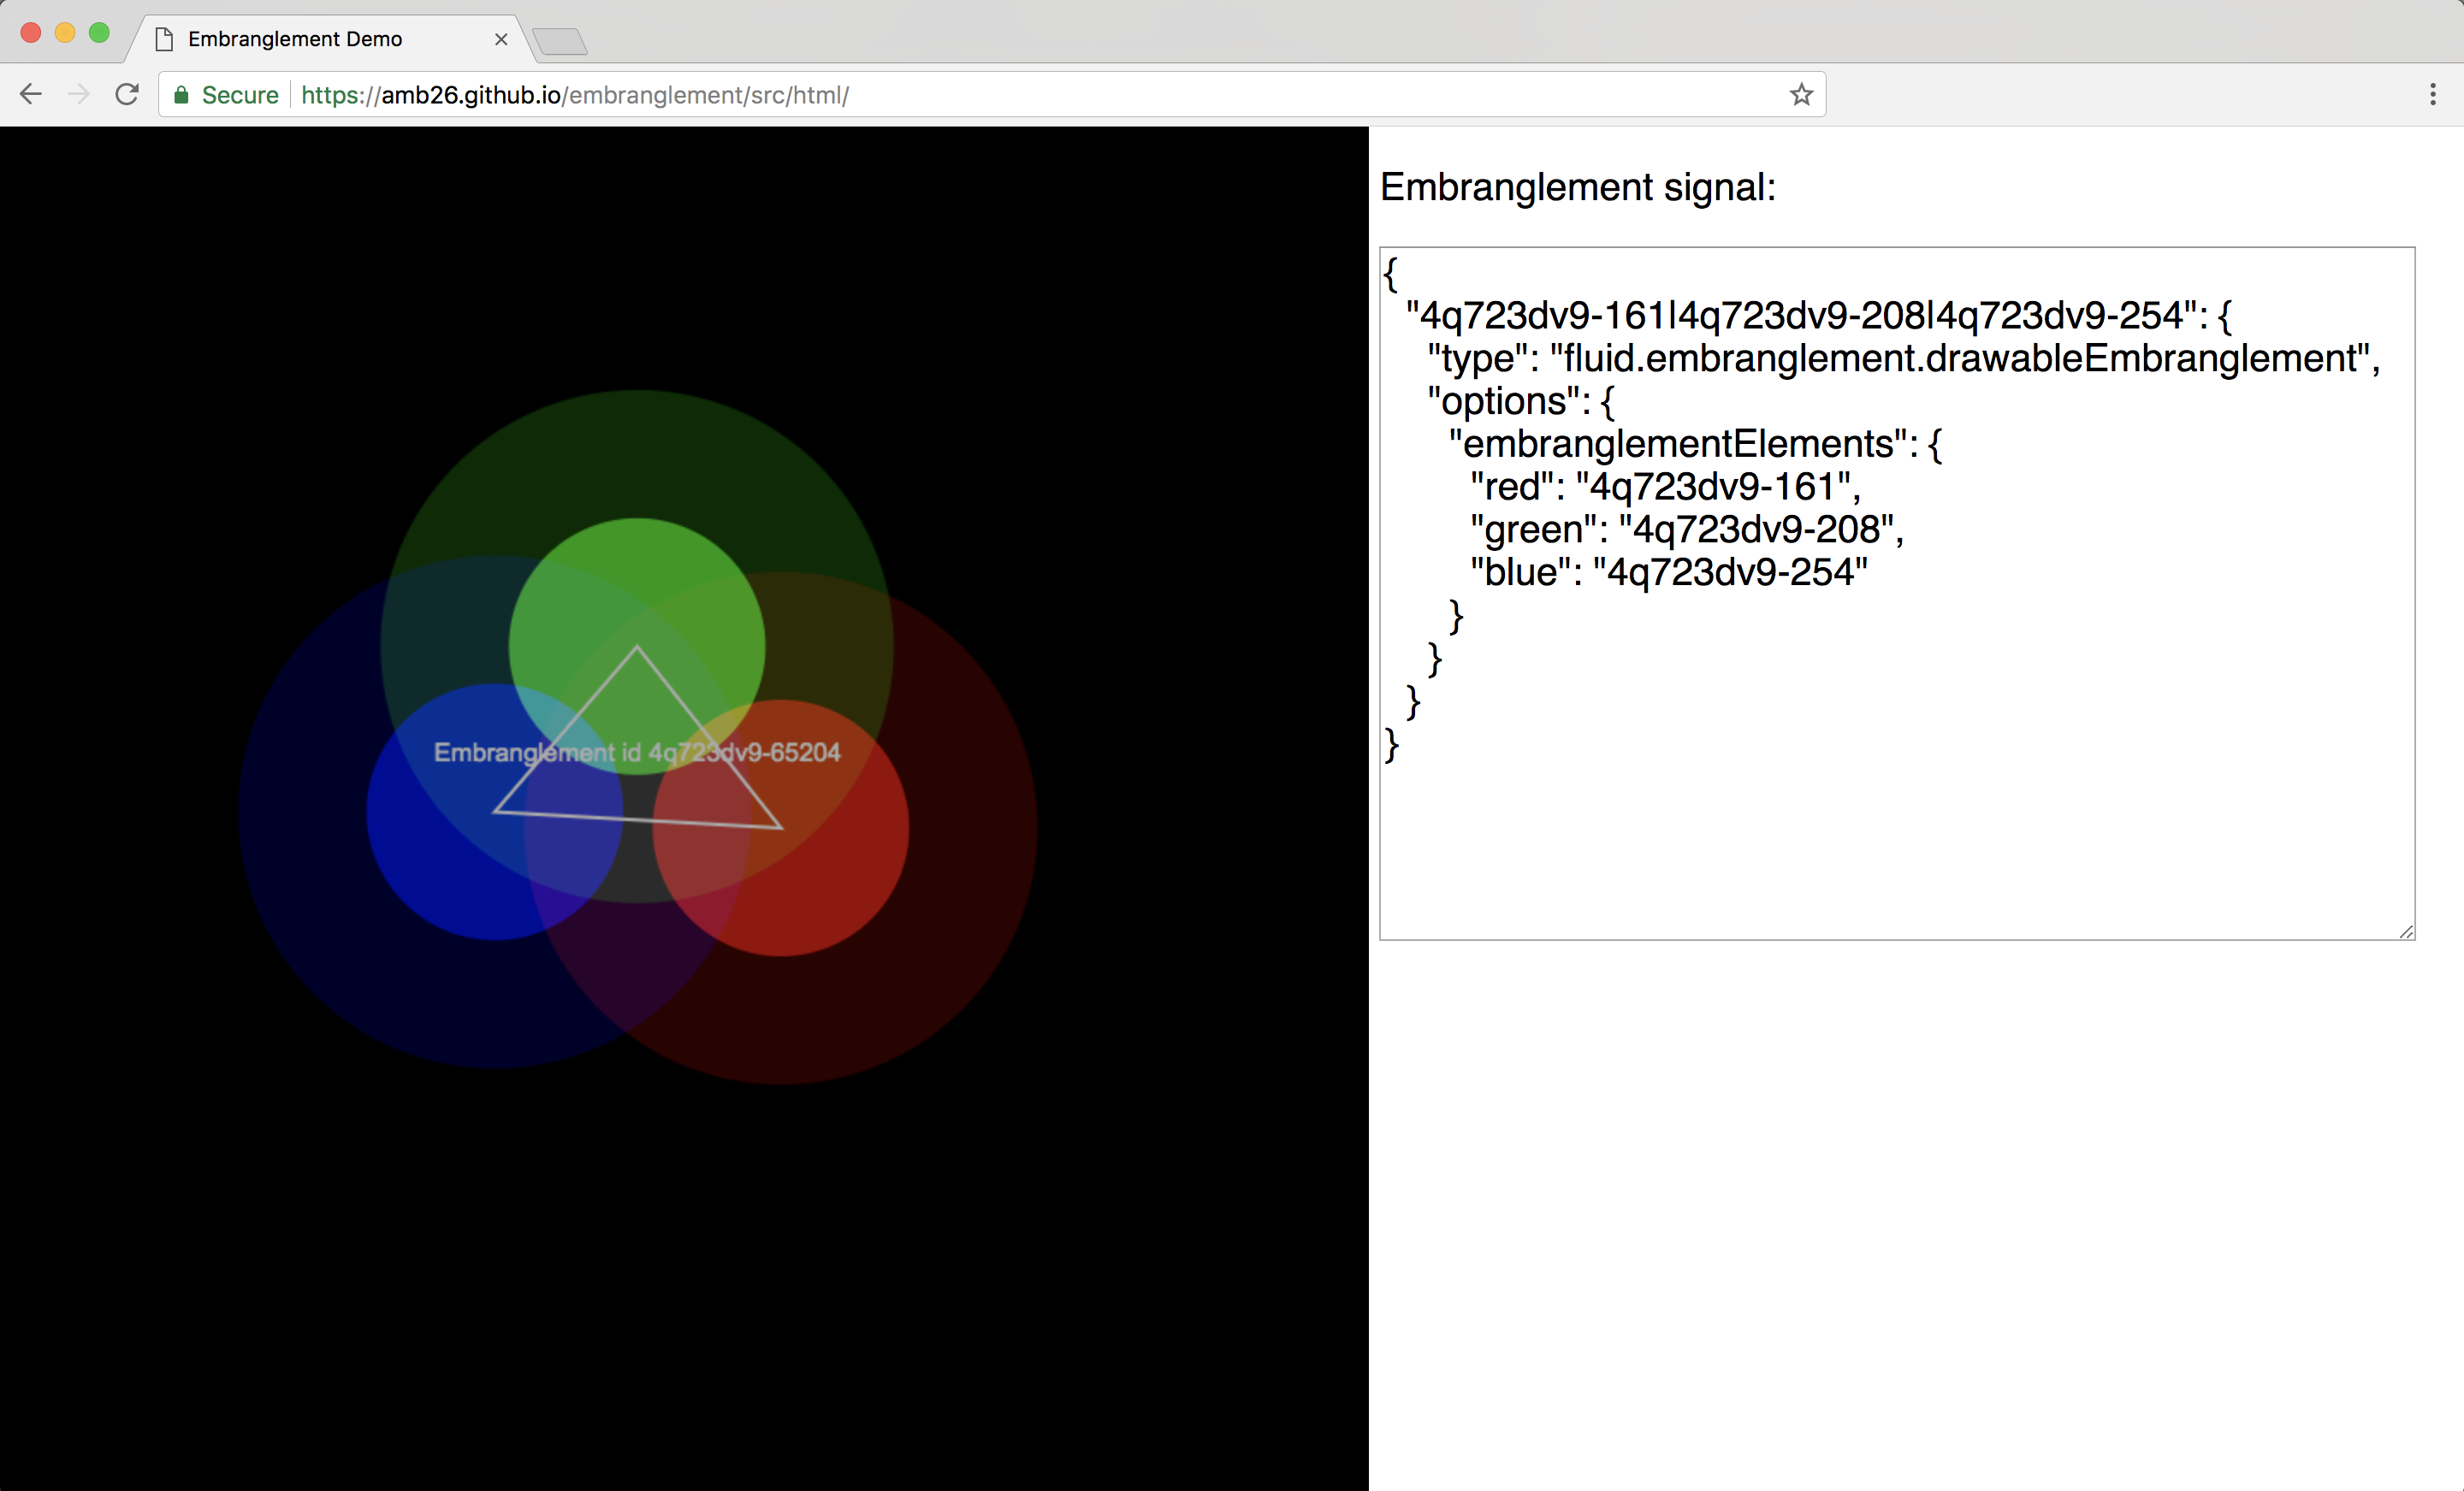 Embranglement Demo
Secure https://amb26.github.io/embranglement/src/html/
Embranglement signal:
{
"4q723dv9-161|4q723dv9-208|4q723dv9-254": {
"type": "fluid.embranglement.drawableEmbranglement",
"options": {
"embranglementElements": {
"red": "4q723dv9-161",
"green": "4q723dv9-208",
"blue": "4q723dv9-254"
}
}
}
}
Embranglement id 4q723dv9-65204